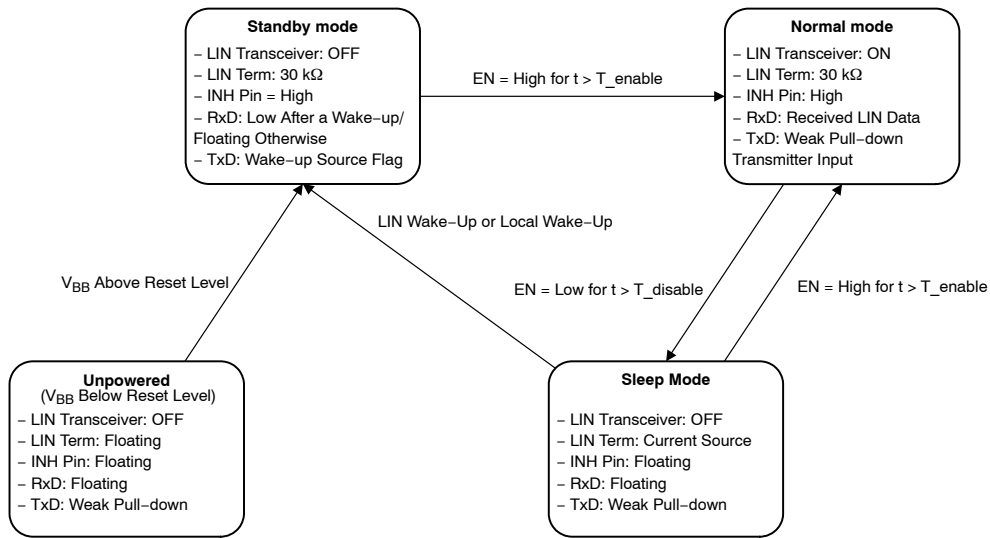 Standby mode
– LIN Transceiver: OFF
– LIN Term: 30 kΩ
– INH Pin = High
– RxD: Low After a Wake−up/
Floating Otherwise
– TxD: Wake−up Source Flag
EN = High for t > T_enable
Normal mode
– LIN Transceiver: ON
– LIN Term: 30 kΩ
– INH Pin: High
– RxD: Received LIN Data
– TxD: Weak Pull−down
Transmitter Input
LIN Wake−Up or Local Wake−Up
V_BB Above Reset Level
EN = Low for t > T_disable
EN = High for t > T_enable
Unpowered
(V_BB Below Reset Level)
– LIN Transceiver: OFF
– LIN Term: Floating
– INH Pin: Floating
– RxD: Floating
– TxD: Weak Pull−down
Sleep Mode
– LIN Transceiver: OFF
– LIN Term: Current Source
– INH Pin: Floating
– RxD: Floating
– TxD: Weak Pull−down